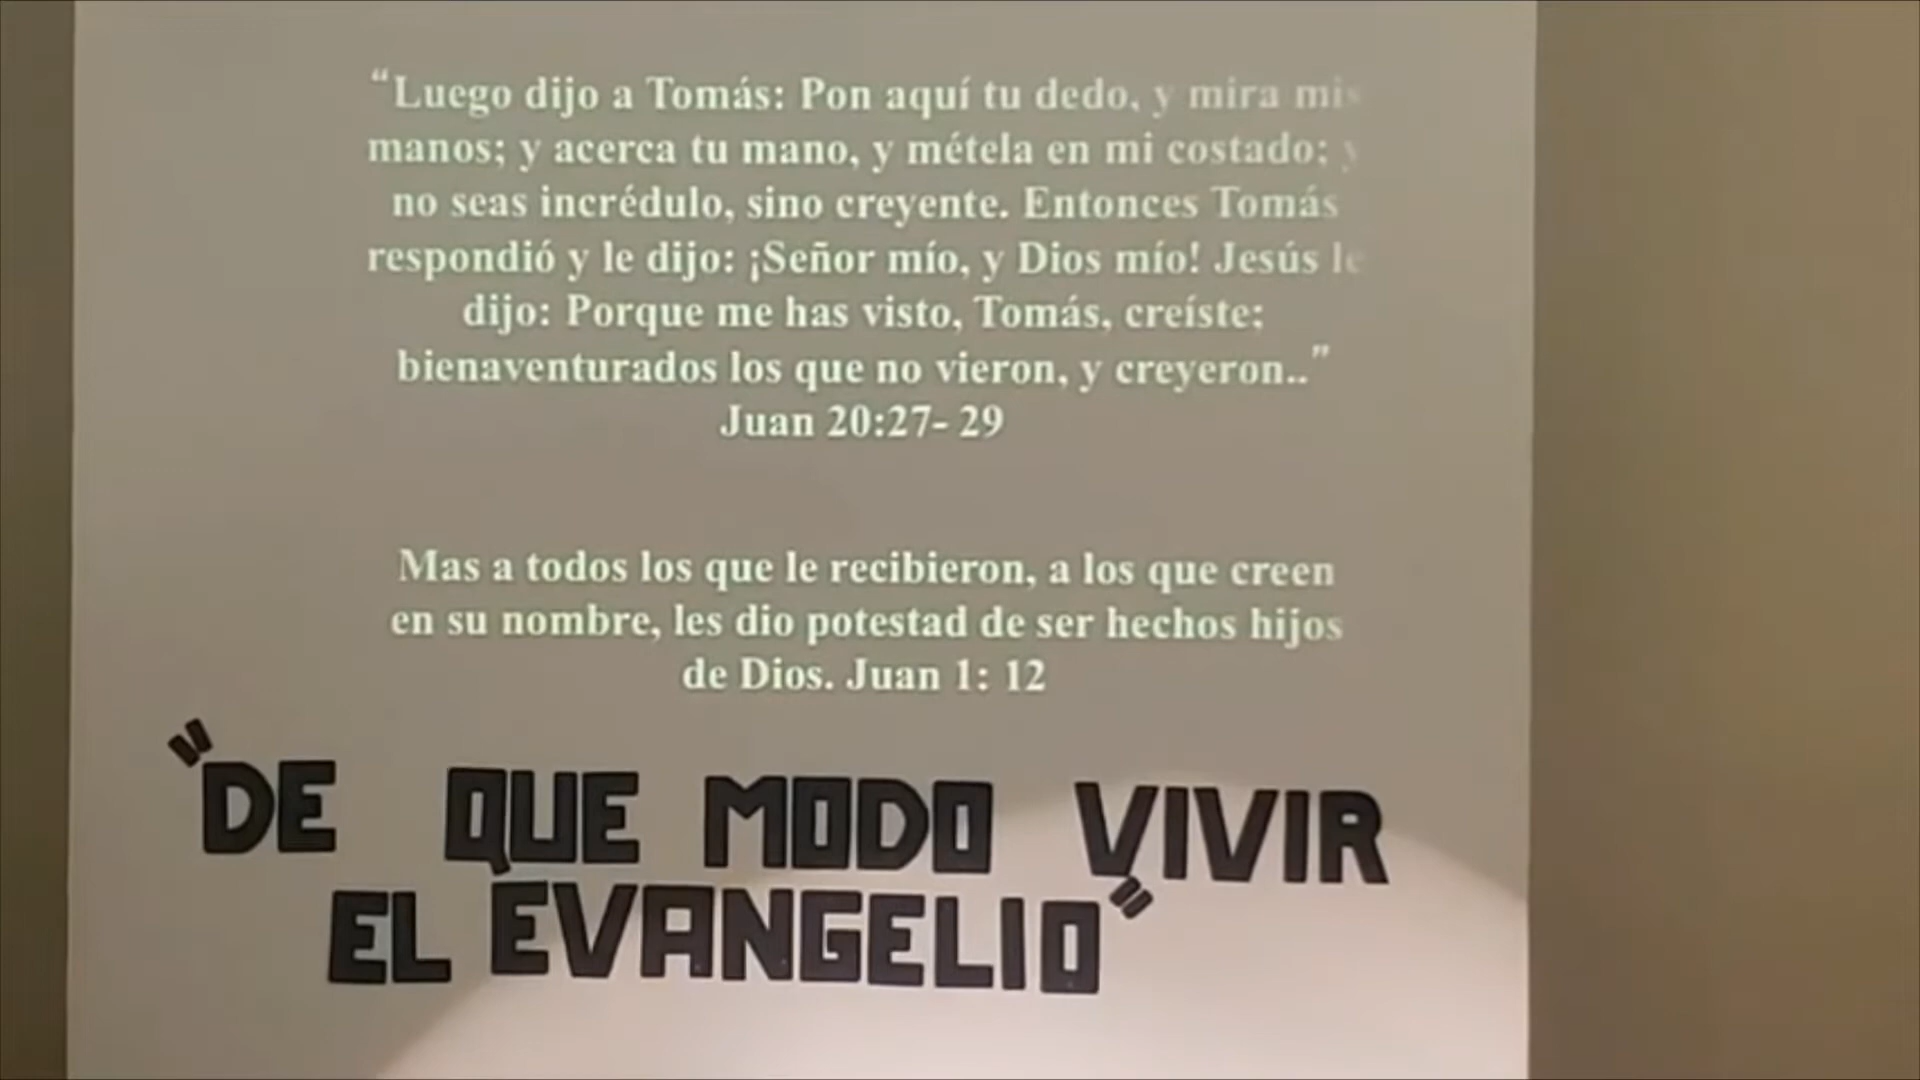 “Luego dijo a Tomás: Pon aquí tu dedo, y mira mis
manos; y acerca tu mano, y métela en mi costado; y
no seas incrédulo, sino creyente. Entonces Tomás
respondió y le dijo: ¡Señor mío, y Dios mío! Jesús le
dijo: Porque me has visto, Tomás, creíste;
bienaventurados los que no vieron, y creyeron..”
Juan 20:27- 29
Mas a todos los que le recibieron, a los que creen
en su nombre, les dio potestad de ser hechos hijos
de Dios. Juan 1: 12
"DE QUE MODO VIVIR
EL EVANGELIO"